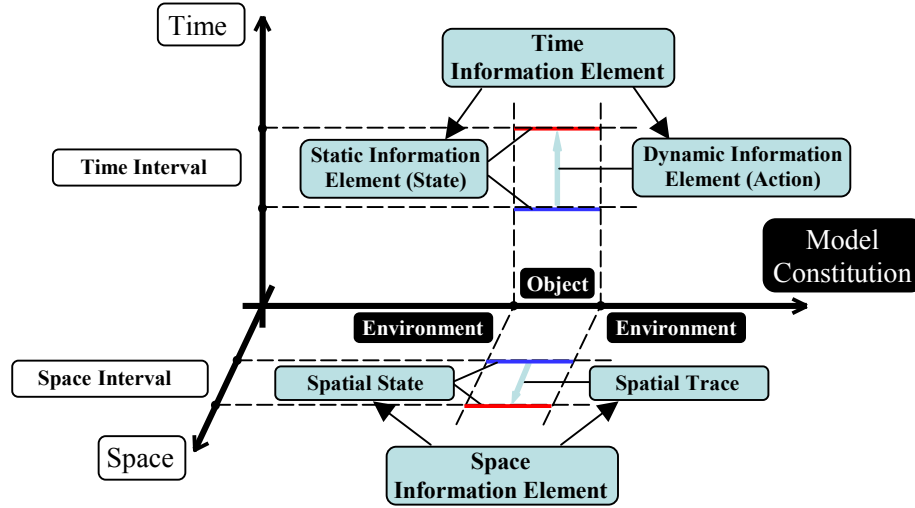 Time
Time
Information Element
Static Information
Element (State)
Dynamic Information
Element (Action)
Time Interval
Model
Constitution
Object
Environment
Environment
Space Interval
Spatial State
Spatial Trace
Space
Space
Information Element